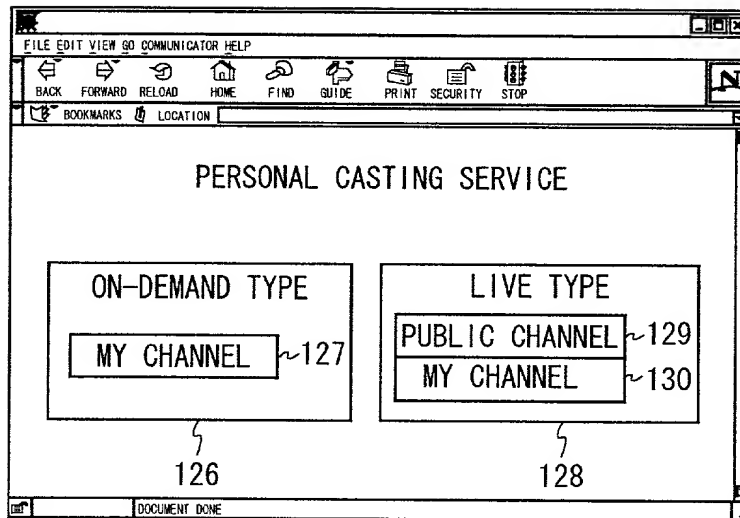 FILE EDIT VIEW GO COMMUNICATOR HELP
BACK FORWARD RELOAD HOME FIND GUIDE PRINT SECURITY STOP
N
BOOKMARKS LOCATION
PERSONAL CASTING SERVICE
ON-DEMAND TYPE
MY CHANNEL 127
126
LIVE TYPE
PUBLIC CHANNEL 129
MY CHANNEL 130
128
DOCUMENT DONE